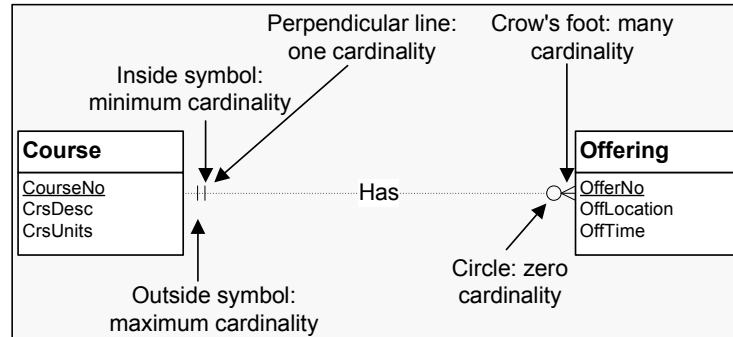 Perpendicular line:
one cardinality
Crow's foot: many
cardinality
Inside symbol:
minimum cardinality
Course
CourseNo
CrsDesc
CrsUnits
Has
Offering
OfferNo
OffLocation
OffTime
Outside symbol:
maximum cardinality
Circle: zero
cardinality